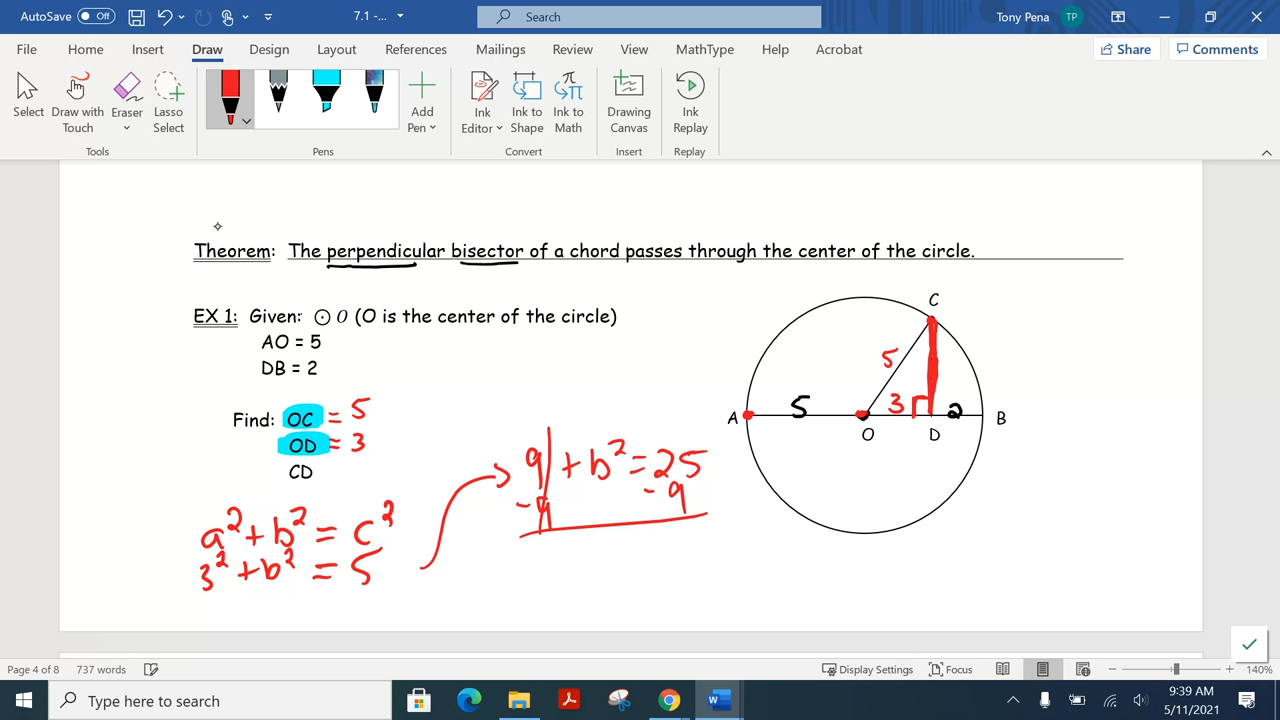 AutoSave Off 7.1 -... Search Tony Pena TP
File Home Insert Draw Design Layout References Mailings Review View MathType Help Acrobat Share Comments
Select Draw with Touch Eraser Lasso Select Add Pen Ink Editor Ink to Shape Ink to Math Drawing Canvas Ink Replay
Tools Pens Convert Insert Replay
Theorem: The perpendicular bisector of a chord passes through the center of the circle.
EX 1: Given: ⊙ O (O is the center of the circle)
AO = 5
DB = 2
Find: OC = 5
OD = 3
CD
a² + b² = c²
3² + b² = 5
9 + b² = 25
- 9 - 9
C
5
A 5 3 2 B
O D
Page 4 of 8 737 words Display Settings Focus 140%
Type here to search 9:39 AM
5/11/2021